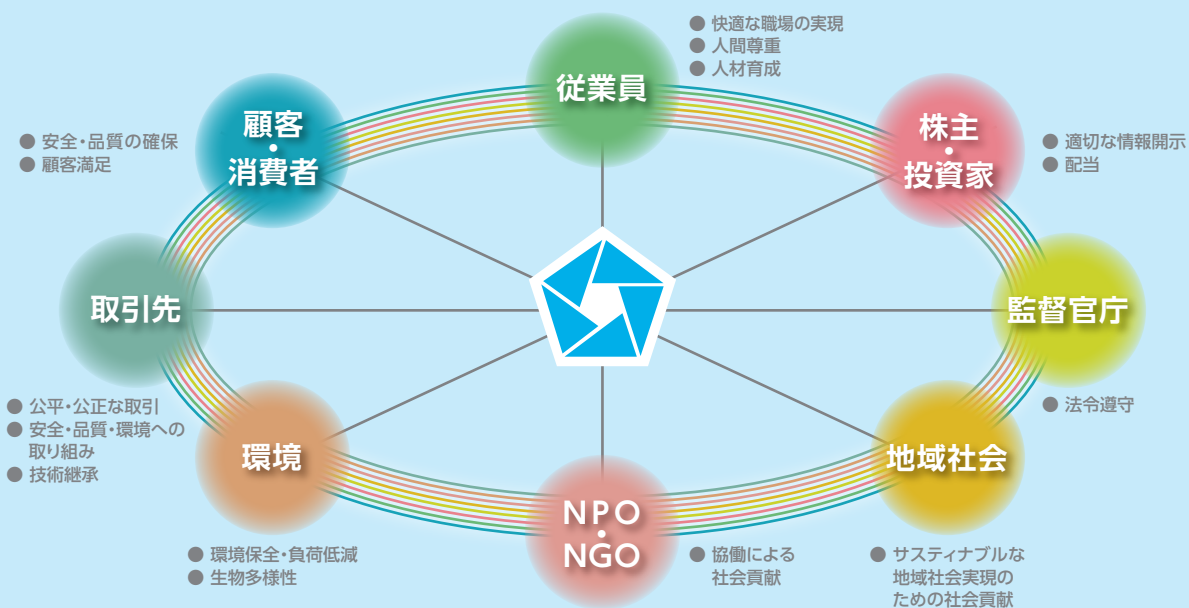 従業員
● 快適な職場の実現
● 人間尊重
● 人材育成
顧客
・
消費者
● 安全・品質の確保
● 顧客満足
株主
・
投資家
● 適切な情報開示
● 配当
取引先
● 公平・公正な取引
● 安全・品質・環境への
取り組み
● 技術継承
監督官庁
● 法令遵守
環境
● 環境保全・負荷低減
● 生物多様性
NPO
・
NGO
● 協働による
社会貢献
地域社会
● サスティナブルな
地域社会実現の
ための社会貢献